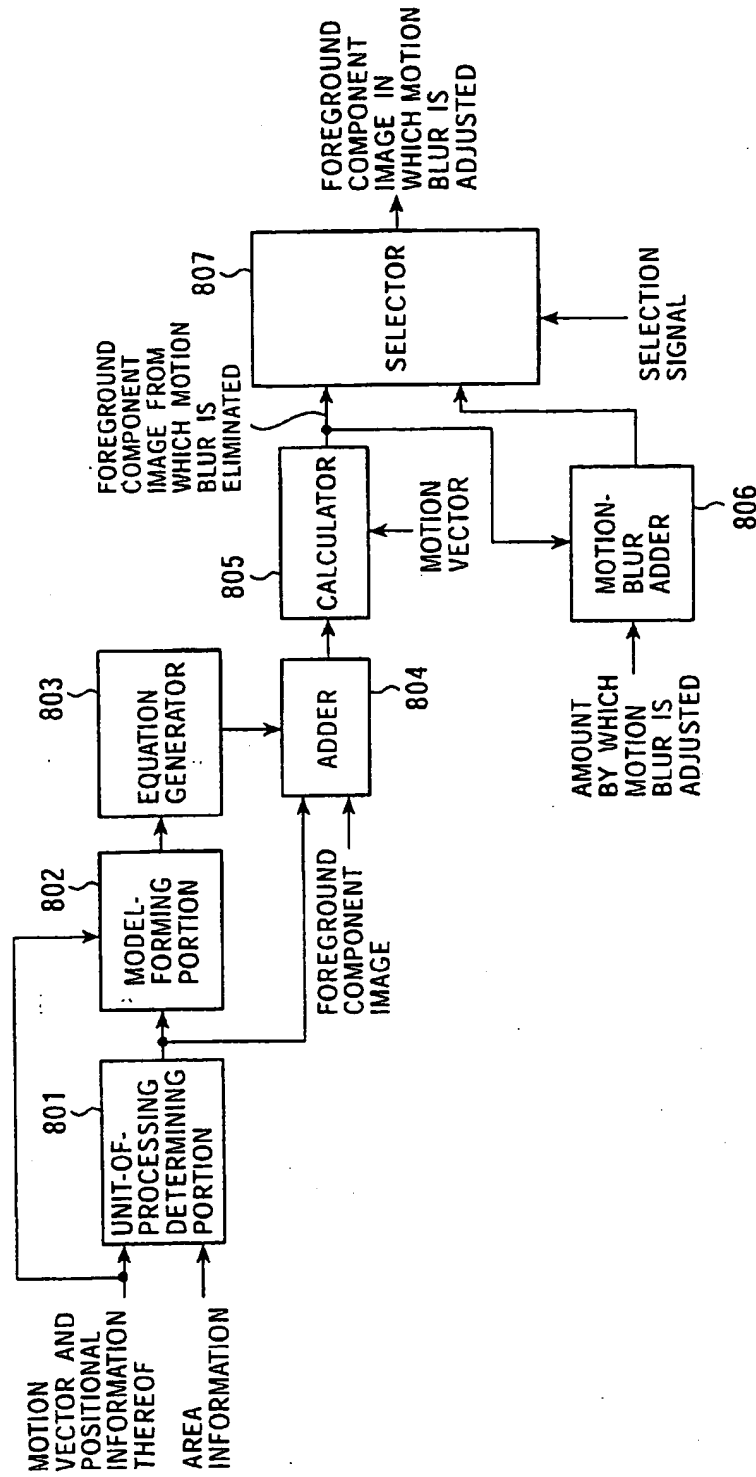 MOTION
VECTOR AND
POSITIONAL
INFORMATION
THEREOF
AREA
INFORMATION
801
UNIT-OF-
PROCESSING
DETERMINING
PORTION
802
MODEL-
FORMING
PORTION
803
EQUATION
GENERATOR
FOREGROUND
COMPONENT
IMAGE
ADDER
804
805
CALCULATOR
MOTION
VECTOR
FOREGROUND
COMPONENT
IMAGE FROM
WHICH MOTION
BLUR IS
ELIMINATED
AMOUNT
BY WHICH
MOTION
BLUR IS
ADJUSTED
MOTION-
BLUR
ADDER
806
807
SELECTOR
SELECTION
SIGNAL
FOREGROUND
COMPONENT
IMAGE IN
WHICH MOTION
BLUR IS
ADJUSTED